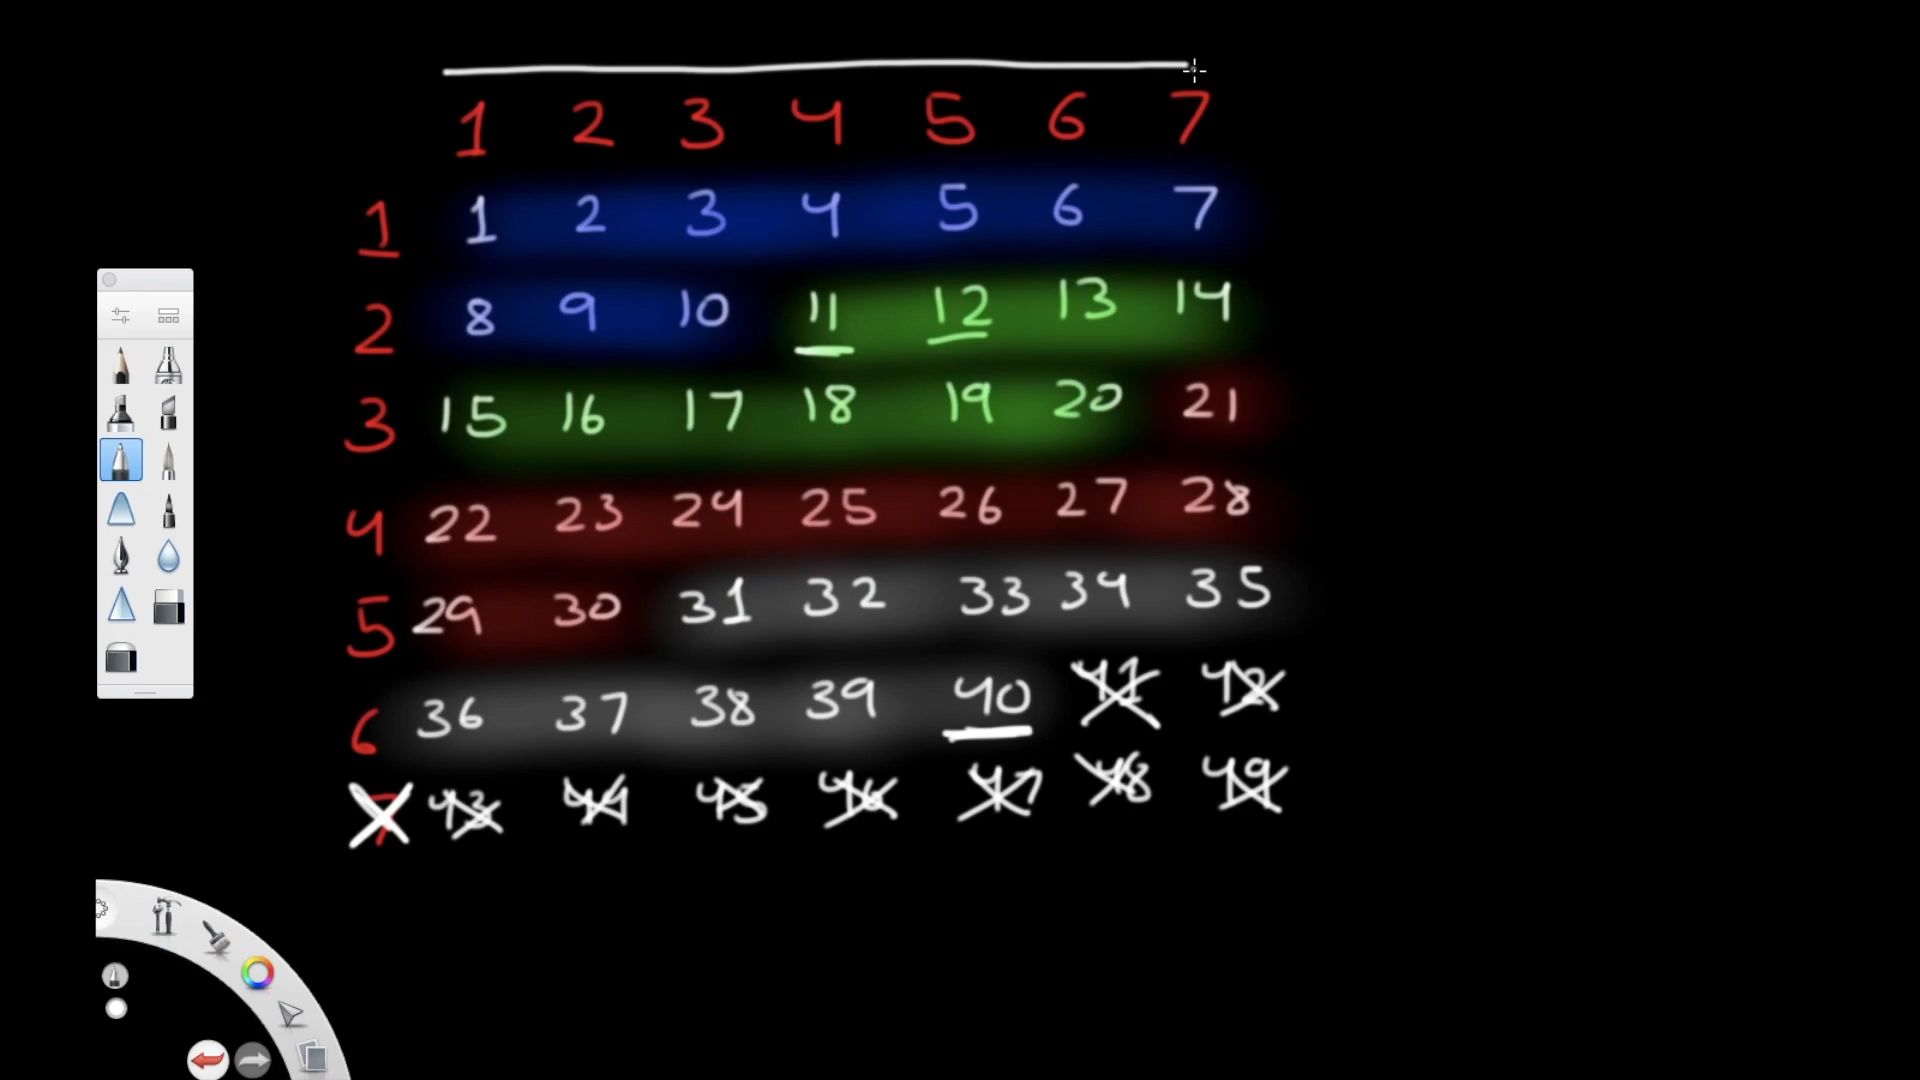 1 2 3 4 5 6 7
1 1 2 3 4 5 6 7
2 8 9 10 11 12 13 14
3 15 16 17 18 19 20 21
4 22 23 24 25 26 27 28
5 29 30 31 32 33 34 35
6 36 37 38 39 40 41 42
7 43 44 45 46 47 48 49